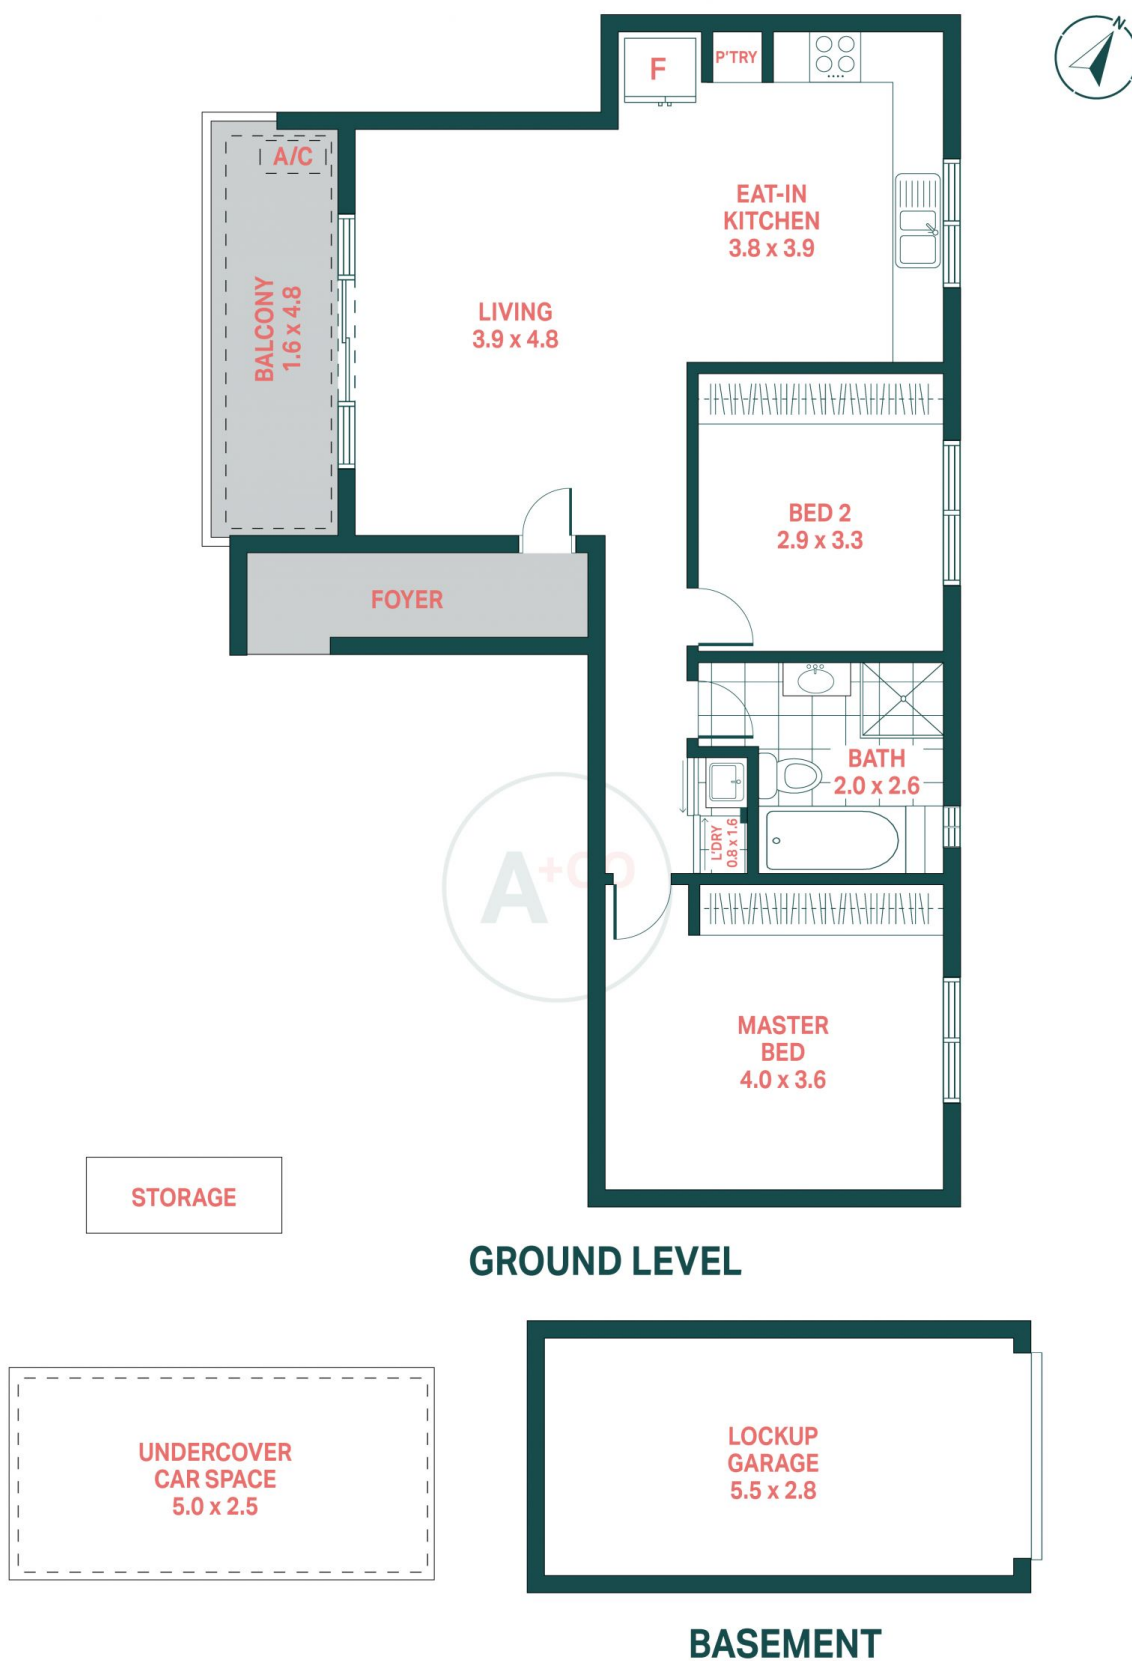 N
F
P'TRY
A/C
EAT-IN
KITCHEN
3.8 x 3.9
BALCONY
1.6 x 4.8
LIVING
3.9 x 4.8
BED 2
2.9 x 3.3
FOYER
BATH
2.0 x 2.6
L'DRY
0.8 x 1.6
A+CO
MASTER
BED
4.0 x 3.6
STORAGE
GROUND LEVEL
UNDERCOVER
CAR SPACE
5.0 x 2.5
LOCKUP
GARAGE
5.5 x 2.8
BASEMENT